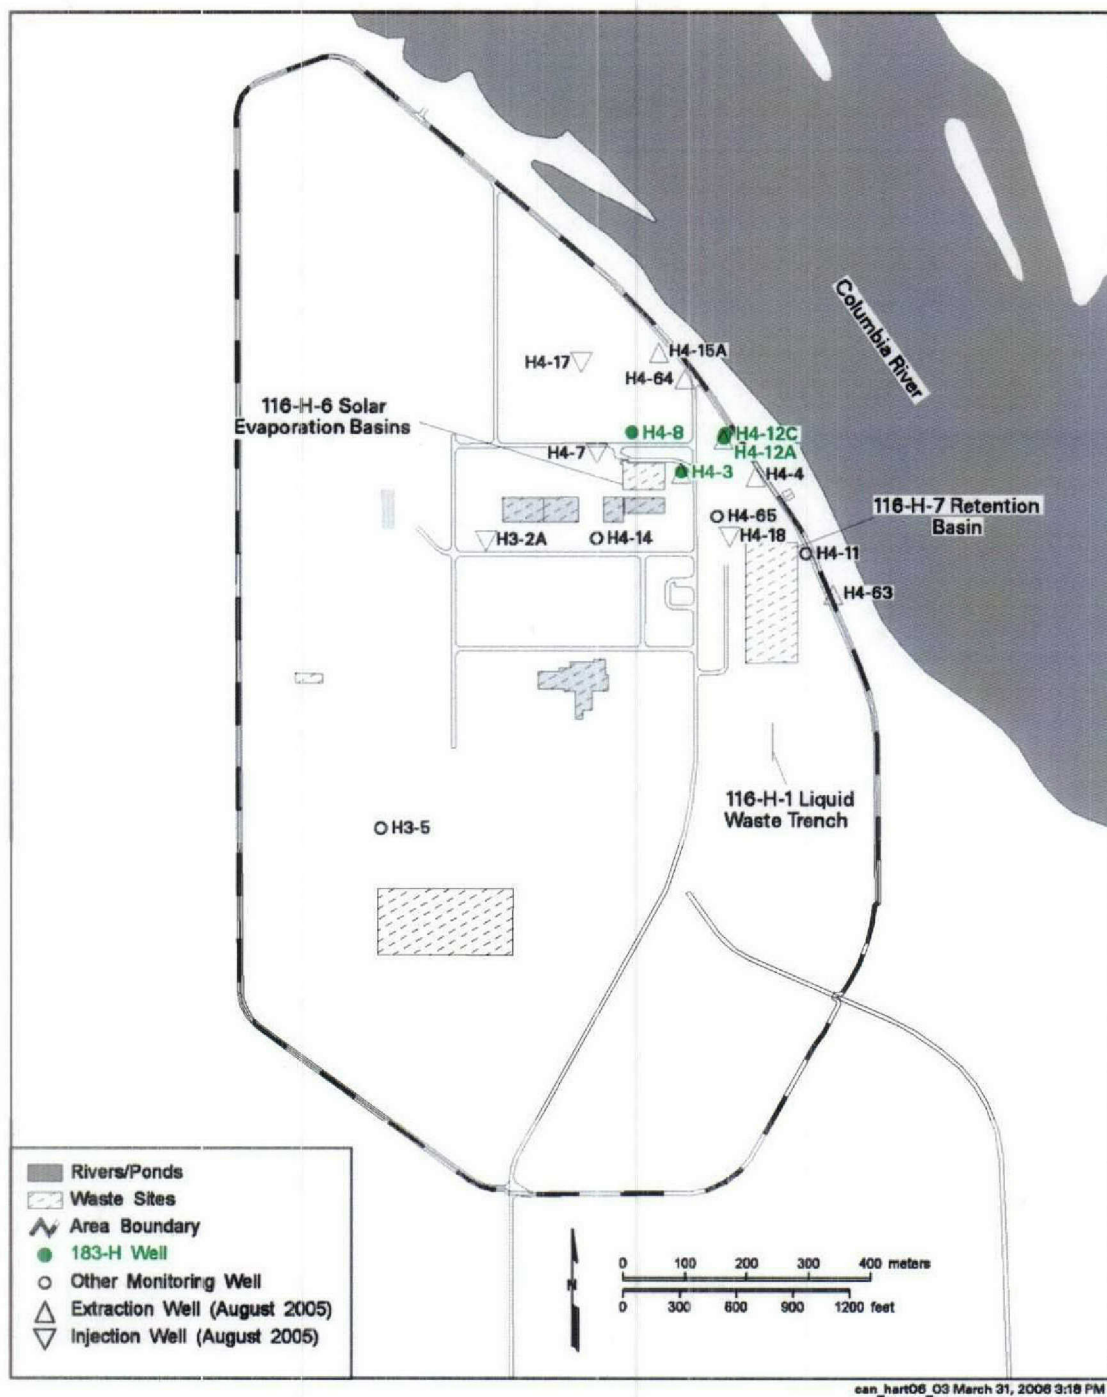 Columbia River
H4-15A
H4-17
H4-64
116-H-6 Solar
Evaporation Basins
H4-8
H4-12C
H4-12A
H4-7
H4-3
H4-4
116-H-7 Retention
Basin
H4-65
H3-2A
H4-14
H4-18
H4-11
H4-63
116-H-1 Liquid
Waste Trench
H3-5
Rivers/Ponds
Waste Sites
Area Boundary
183-H Well
Other Monitoring Well
Extraction Well (August 2005)
Injection Well (August 2005)
N
0 100 200 300 400 meters
0 300 600 900 1200 feet
can_hart06_03 March 31, 2006 3:18 PM